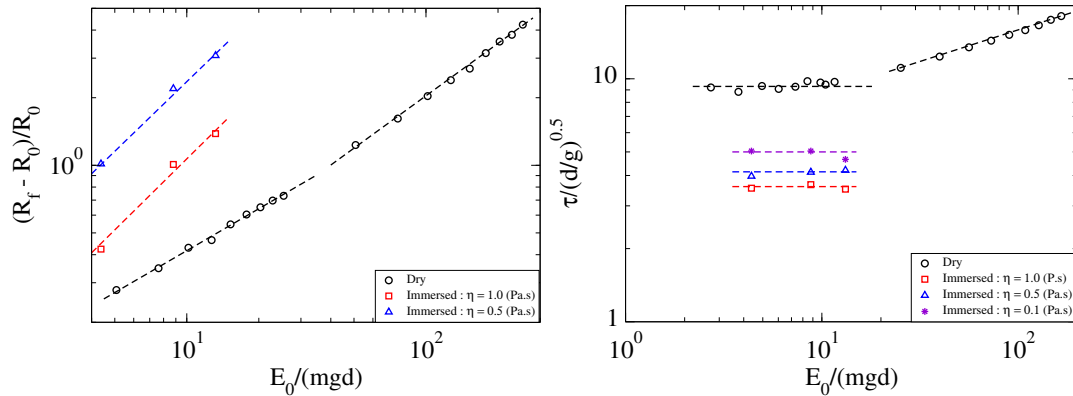 (R_f - R_0)/R_0
10^0
10^1
10^2
E_0/(mgd)
Dry
Immersed : η = 1.0 (Pa.s)
Immersed : η = 0.5 (Pa.s)
τ/(d/g)^0.5
10
1
10^0
10^1
10^2
E_0/(mgd)
Dry
Immersed : η = 1.0 (P.s)
Immersed : η = 0.5 (Pa.s)
Immersed : η = 0.1 (Pa.s)